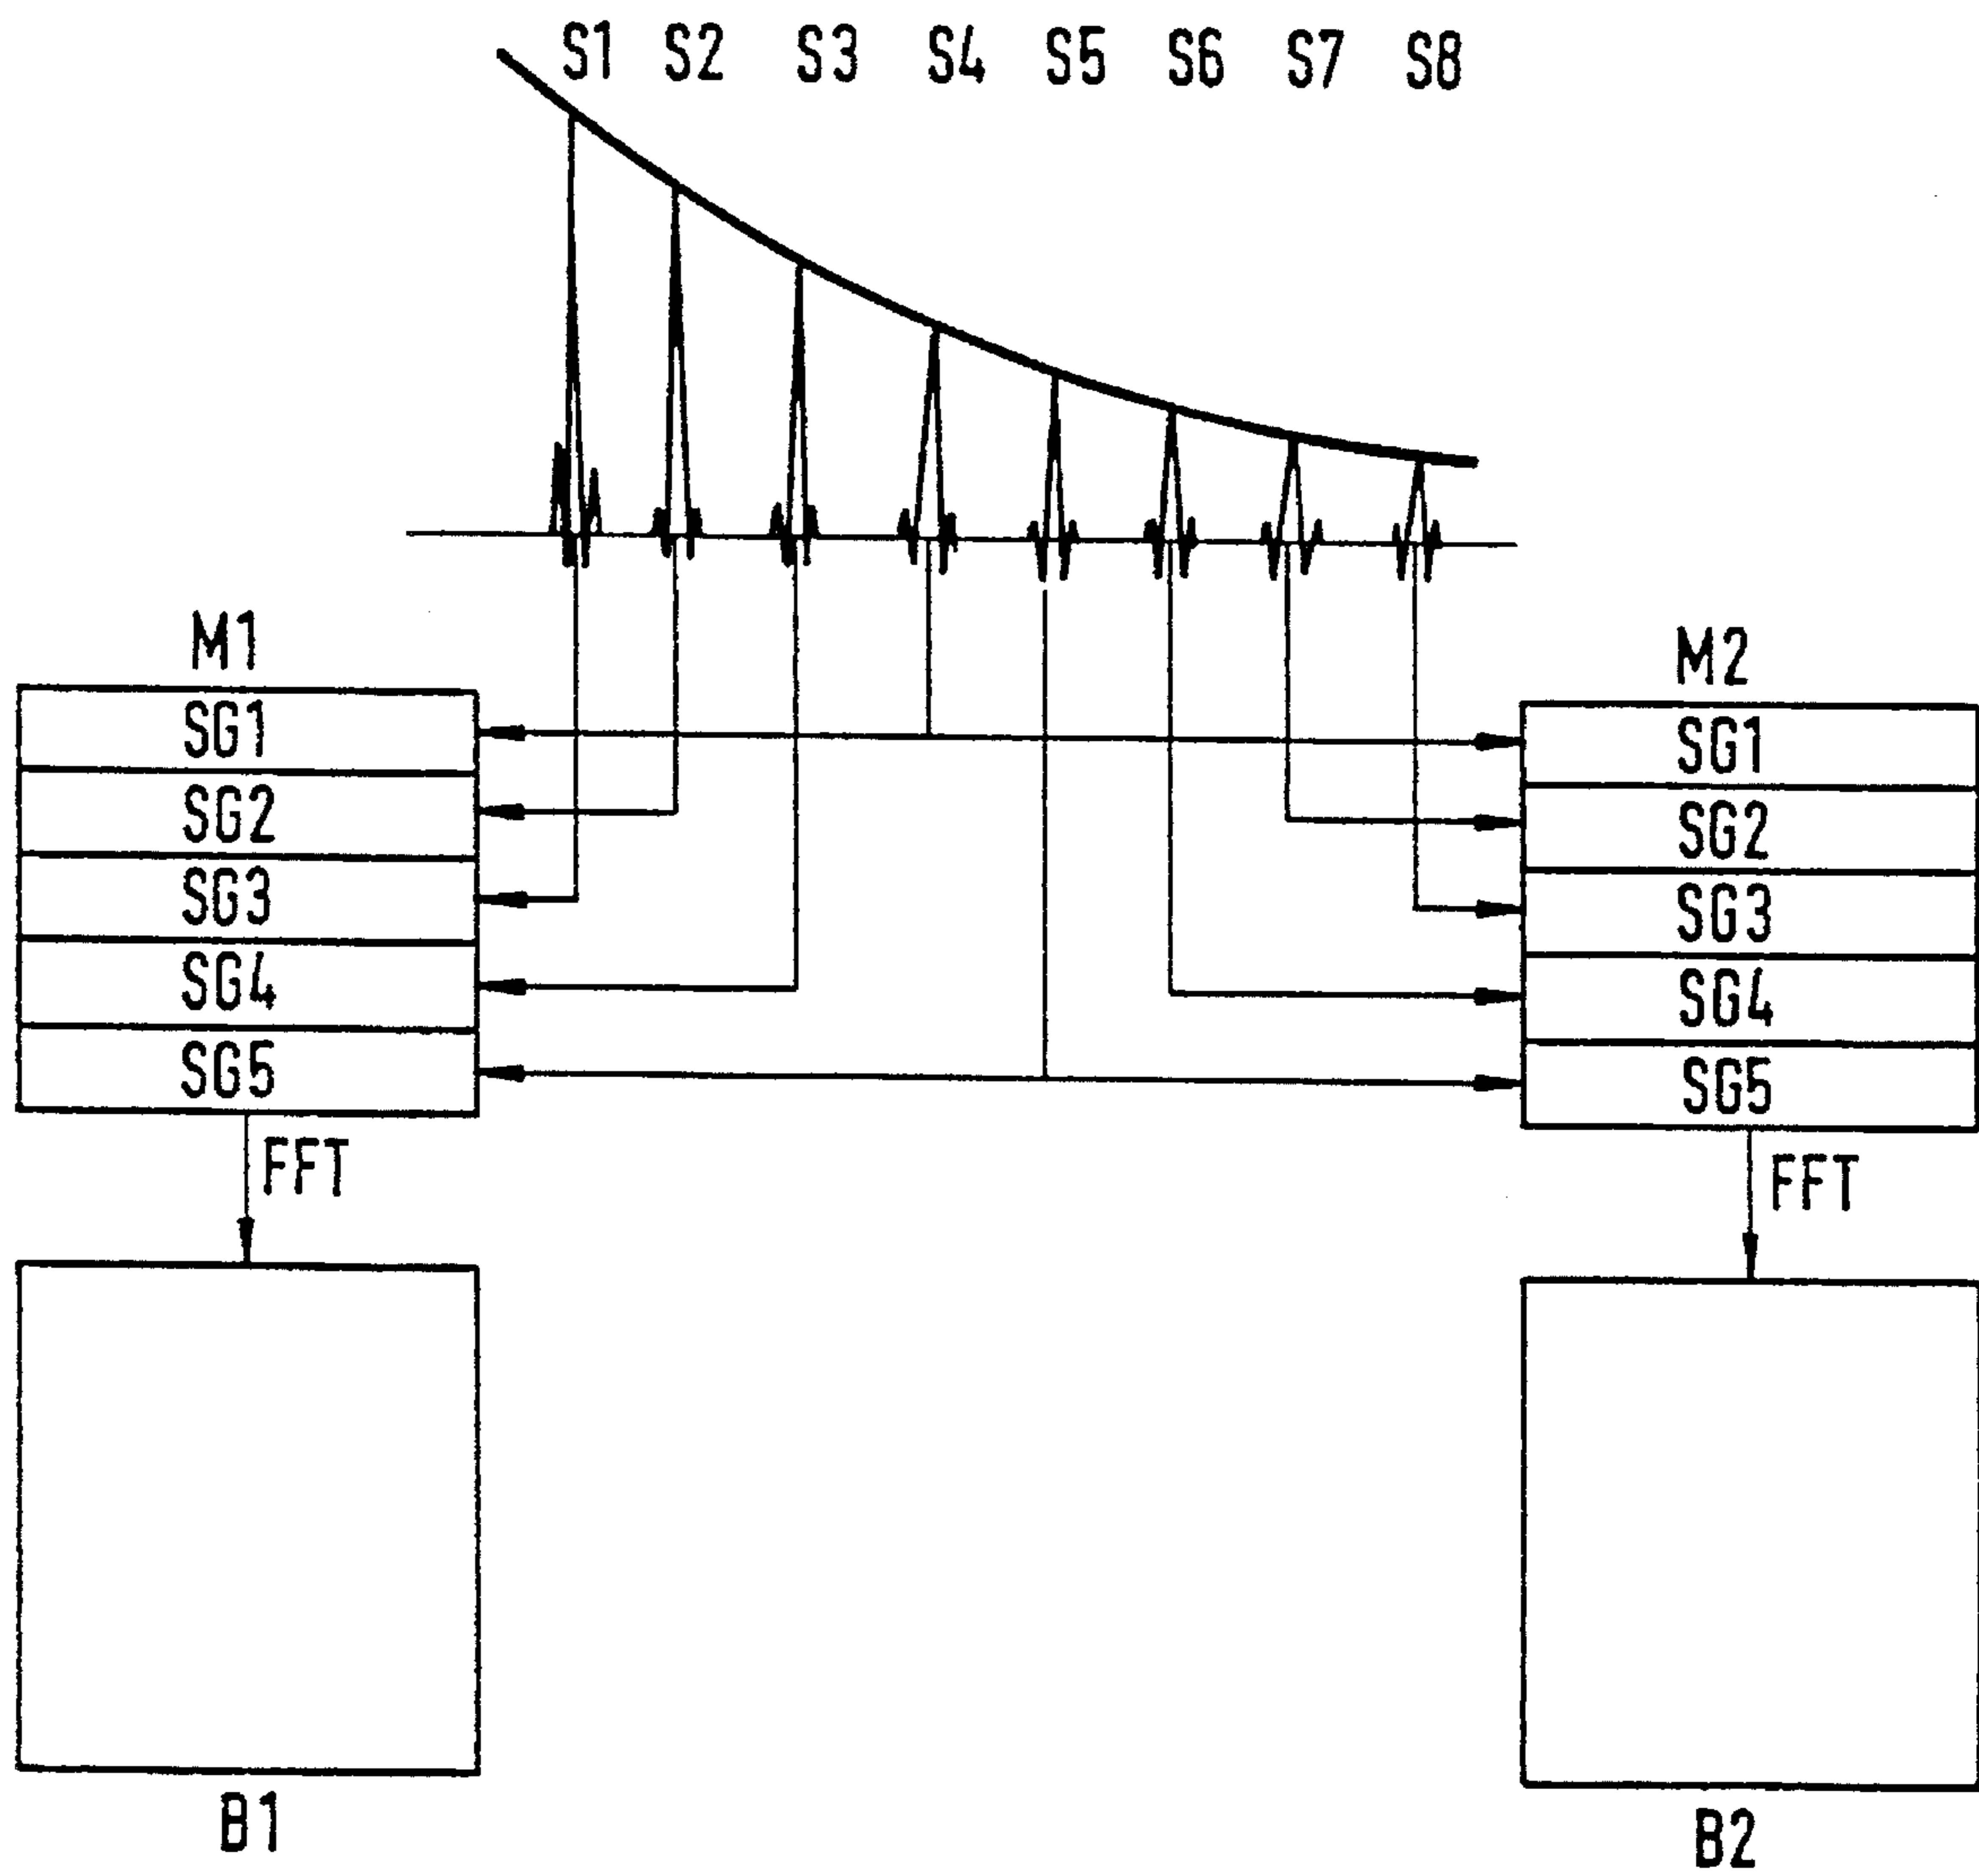 S1 S2 S3 S4 S5 S6 S7 S8
M1
SG1
SG2
SG3
SG4
SG5
FFT
B1
M2
SG1
SG2
SG3
SG4
SG5
FFT
B2